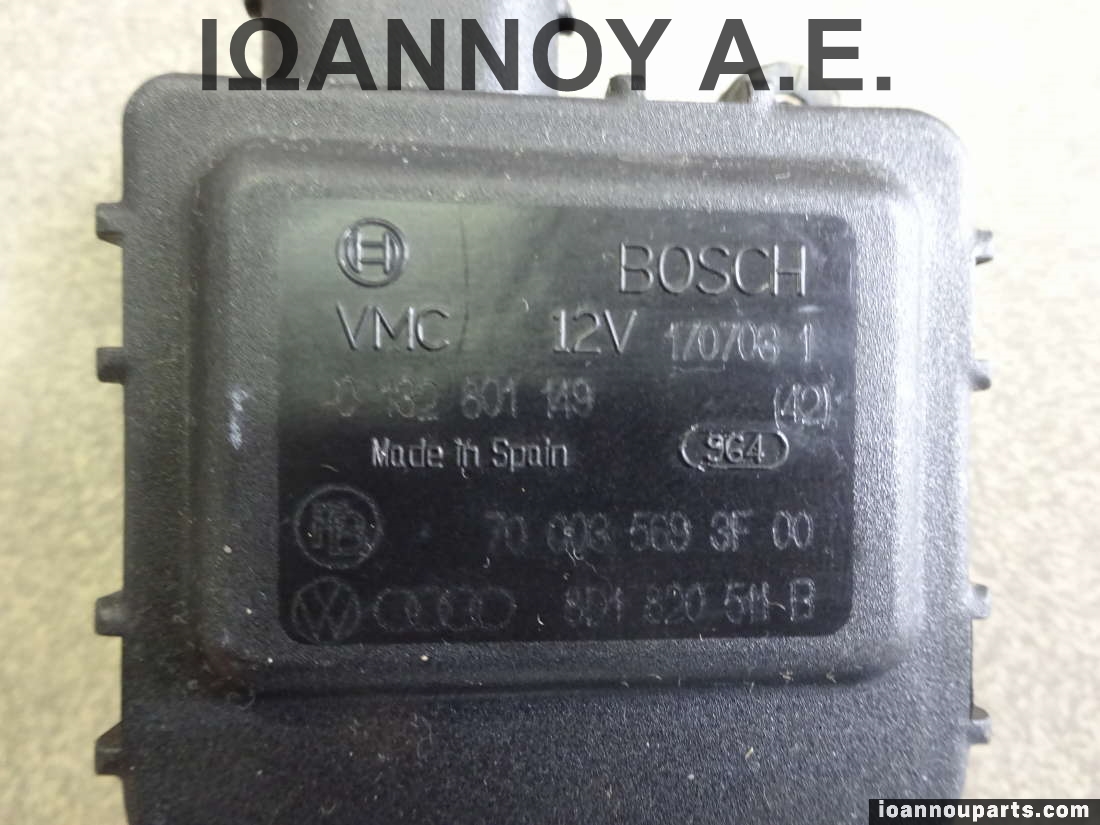 ΙΩΑΝΝΟΥ Α.Ε.
BOSCH
VMC 12V 170703 1
0 132 801 149 (42)
Made in Spain 964
70 003 569 3F 00
8D1 820 511-B
ioannouparts.com